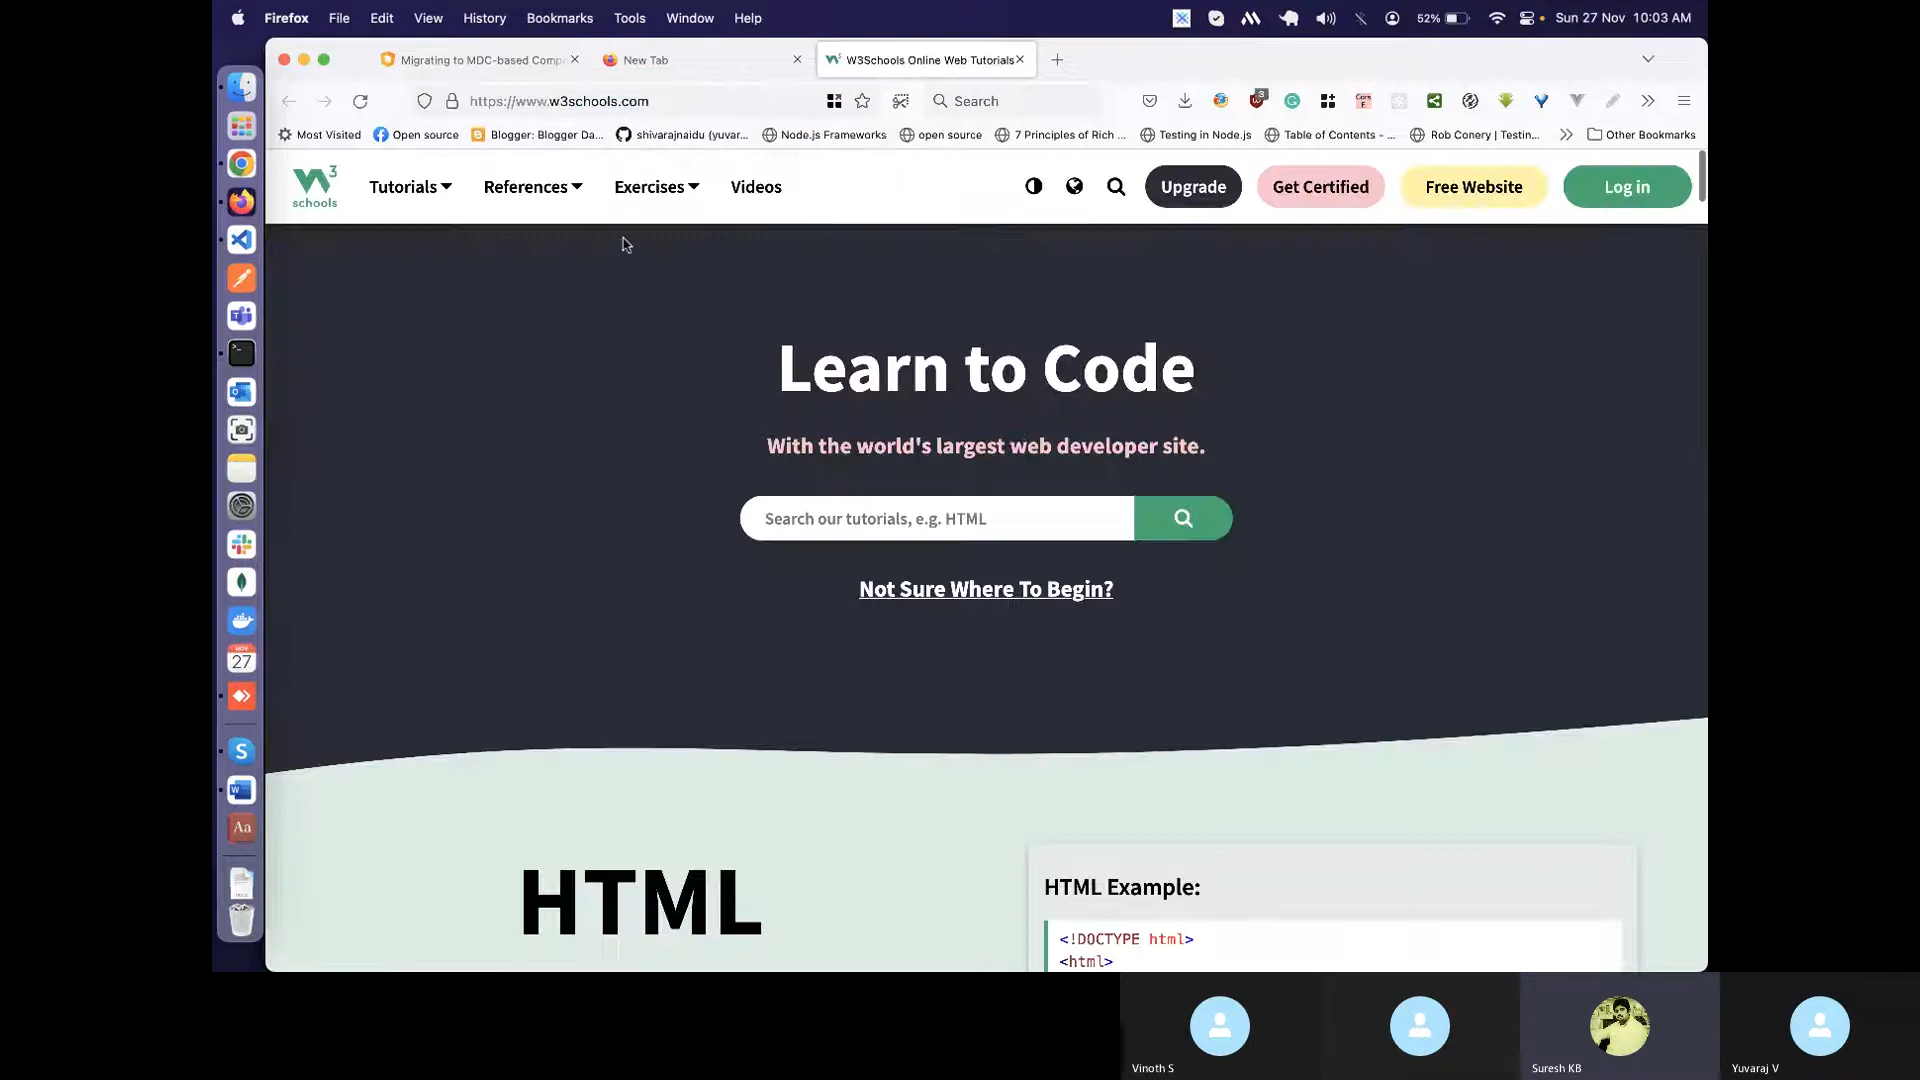 Firefox File Edit View History Bookmarks Tools Window Help 52% Sun 27 Nov 10:03 AM
Migrating to MDC-based Comp New Tab W3Schools Online Web Tutorials
https://www.w3schools.com Search 3
Most Visited Open source Blogger: Blogger Da... shivarajnaidu (yuvar... Node.js Frameworks open source 7 Principles of Rich ... Testing in Node.js Table of Contents - ... Rob Conery | Testin... Other Bookmarks
W3 schools Tutorials References Exercises Videos Upgrade Get Certified Free Website Log in
Learn to Code
With the world's largest web developer site.
Search our tutorials, e.g. HTML
Not Sure Where To Begin?
NOV
27
S
W
Aa
HTML
HTML Example:
<!DOCTYPE html>
<html>
Vinoth S Suresh KB Yuvaraj V